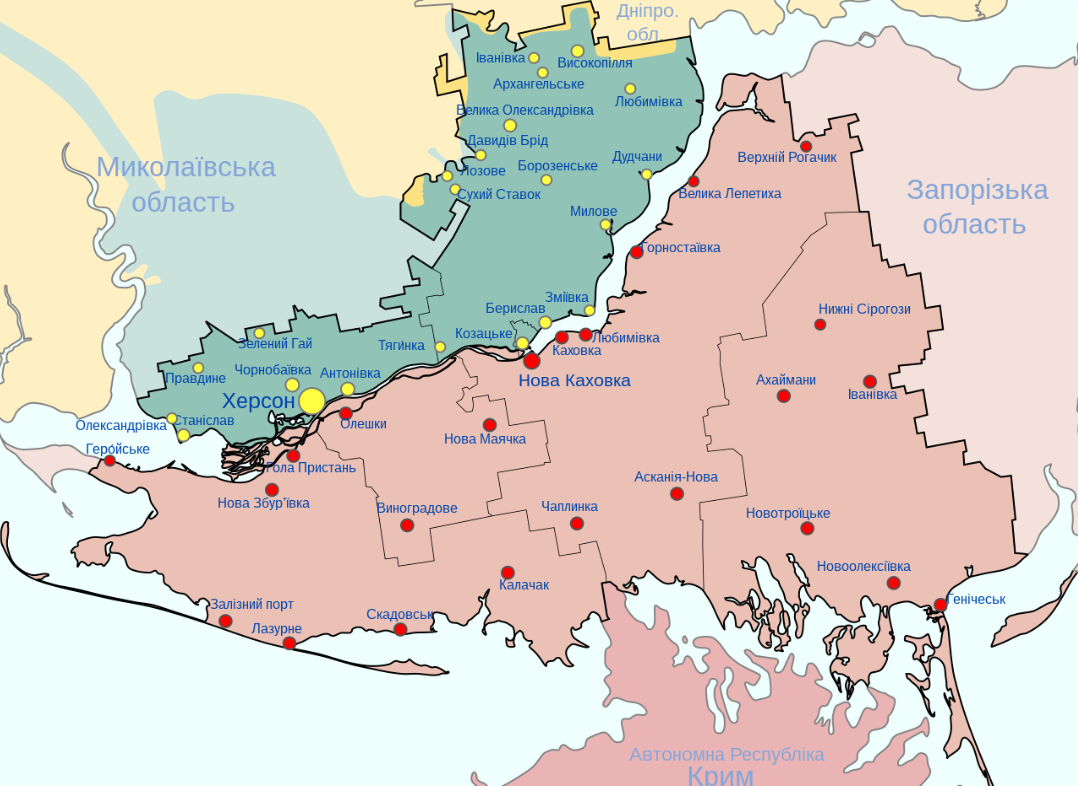 Дніпро.
обл.
Іванівка
Високопілля
Архангельське
Любимівка
Велика Олександрівка
Давидів Брід
Лозове
Борозенське
Дудчани
Сухий Ставок
Милове
Миколаївська
область
Верхній Рогачик
Велика Лепетиха
Горностаївка
Запорізька
область
Зміївка
Берислав
Козацьке
Тягинка
Любимівка
Каховка
Нова Каховка
Нижні Сірогози
Зелений Гай
Правдине
Чорнобаївка
Антонівка
Херсон
Ахаймани
Іванівка
Олександрівка
Станіслав
Олешки
Нова Маячка
Геройське
Гола Пристань
Асканія-Нова
Нова Збур'ївка
Виноградове
Чаплинка
Новотроїцьке
Калачак
Новоолексіївка
Генічеськ
Залізний порт
Лазурне
Скадовськ
Автономна Республіка
Крим